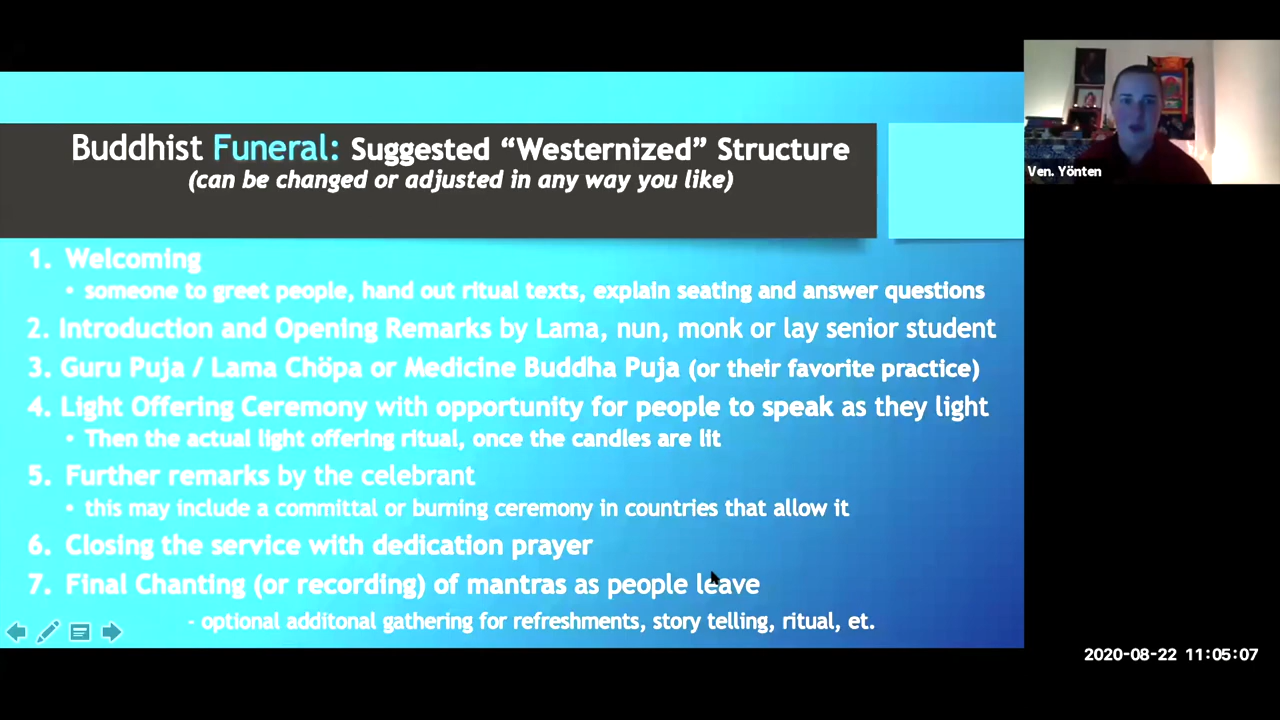 Buddhist Funeral: Suggested “Westernized” Structure
(can be changed or adjusted in any way you like)
Ven. Yönten
1. Welcoming
• someone to greet people, hand out ritual texts, explain seating and answer questions
2. Introduction and Opening Remarks by Lama, nun, monk or lay senior student
3. Guru Puja / Lama Chöpa or Medicine Buddha Puja (or their favorite practice)
4. Light Offering Ceremony with opportunity for people to speak as they light
• Then the actual light offering ritual, once the candles are lit
5. Further remarks by the celebrant
• this may include a committal or burning ceremony in countries that allow it
6. Closing the service with dedication prayer
7. Final Chanting (or recording) of mantras as people leave
- optional additonal gathering for refreshments, story telling, ritual, et.
2020-08-22 11:05:07